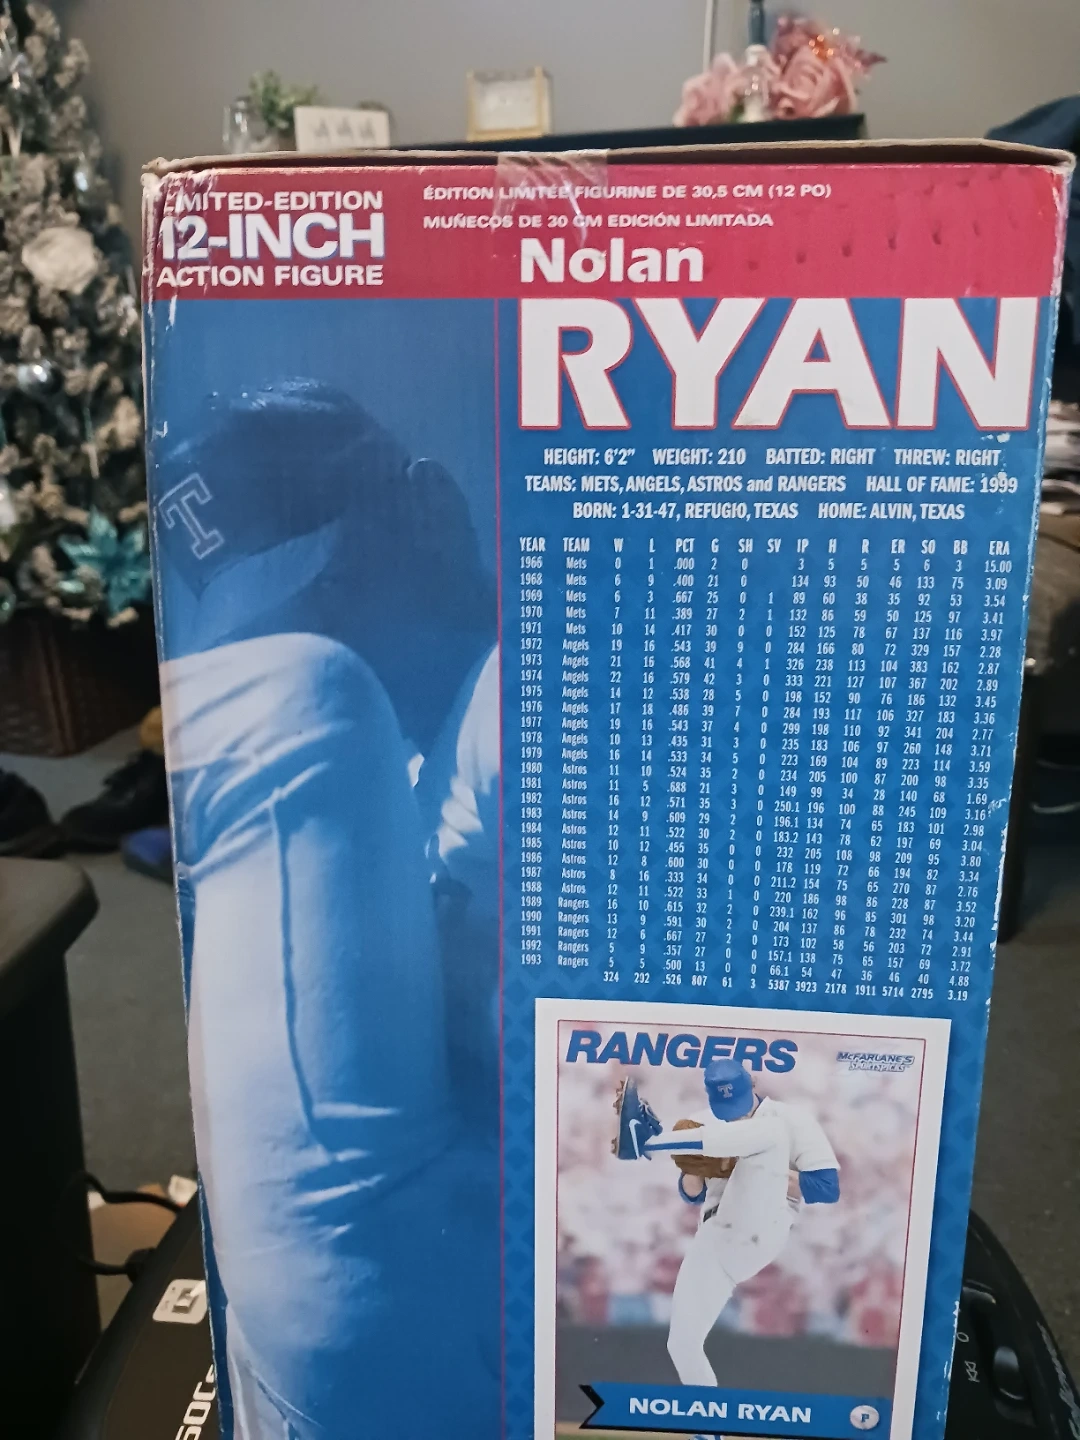 LIMITED-EDITION
12-INCH
ACTION FIGURE
ÉDITION LIMITÉE FIGURINE DE 30,5 CM (12 PO)
MUÑECOS DE 30 CM EDICIÓN LIMITADA
Nolan
RYAN
HEIGHT: 6'2" WEIGHT: 210 BATTED: RIGHT THREW: RIGHT
TEAMS: METS, ANGELS, ASTROS and RANGERS HALL OF FAME: 1999
BORN: 1-31-47, REFUGIO, TEXAS HOME: ALVIN, TEXAS
YEAR TEAM W L PCT G SH SV IP H R ER SO BB ERA
1966 Mets 0 1 .000 2 0 3 5 5 5 6 3 15.00
1968 Mets 6 9 .400 21 0 134 93 50 46 133 75 3.09
1969 Mets 6 3 .667 25 0 1 89 60 38 35 92 53 3.54
1970 Mets 7 11 .389 27 2 1 132 86 59 50 125 97 3.41
1971 Mets 10 14 .417 30 0 0 152 125 78 67 137 116 3.97
1972 Angels 19 16 .543 39 9 0 284 166 80 72 329 157 2.28
1973 Angels 21 16 .568 41 4 1 326 238 113 104 383 162 2.87
1974 Angels 22 16 .579 42 3 0 333 221 127 107 367 202 2.89
1975 Angels 14 12 .538 28 5 0 198 152 90 76 186 132 3.45
1976 Angels 17 18 .486 39 7 0 284 193 117 106 327 183 3.36
1977 Angels 19 16 .543 37 4 0 299 198 110 92 341 204 2.77
1978 Angels 10 13 .435 31 3 0 235 183 106 97 260 148 3.71
1979 Angels 16 14 .533 34 5 0 223 169 104 89 223 114 3.59
1980 Astros 11 10 .524 35 2 0 234 205 100 87 200 98 3.35
1981 Astros 11 5 .688 21 3 0 149 99 34 28 140 68 1.69
1982 Astros 16 12 .571 35 3 0 250.1 196 100 88 245 109 3.16
1983 Astros 14 9 .609 29 2 0 196.1 134 74 65 183 101 2.98
1984 Astros 12 11 .522 30 2 0 183.2 143 78 62 197 69 3.04
1985 Astros 10 12 .455 35 0 0 232 205 108 98 209 95 3.80
1986 Astros 12 8 .600 30 0 0 178 119 72 66 194 82 3.34
1987 Astros 8 16 .333 34 0 0 211.2 154 75 65 270 87 2.76
1988 Astros 12 11 .522 33 1 0 220 186 98 86 228 87 3.52
1989 Rangers 16 10 .615 32 2 0 239.1 162 96 85 301 98 3.20
1990 Rangers 13 9 .591 30 2 0 204 137 86 78 232 74 3.44
1991 Rangers 12 6 .667 27 2 0 173 102 58 56 203 72 2.91
1992 Rangers 5 9 .357 27 0 0 157.1 138 75 65 157 69 3.72
1993 Rangers 5 5 .500 13 0 0 66.1 54 47 36 46 40 4.88
324 292 .526 807 61 3 5387 3923 2178 1911 5714 2795 3.19
T
RANGERS
McFARLANE'S
SPORTSPICKS
T
NOLAN RYAN
P